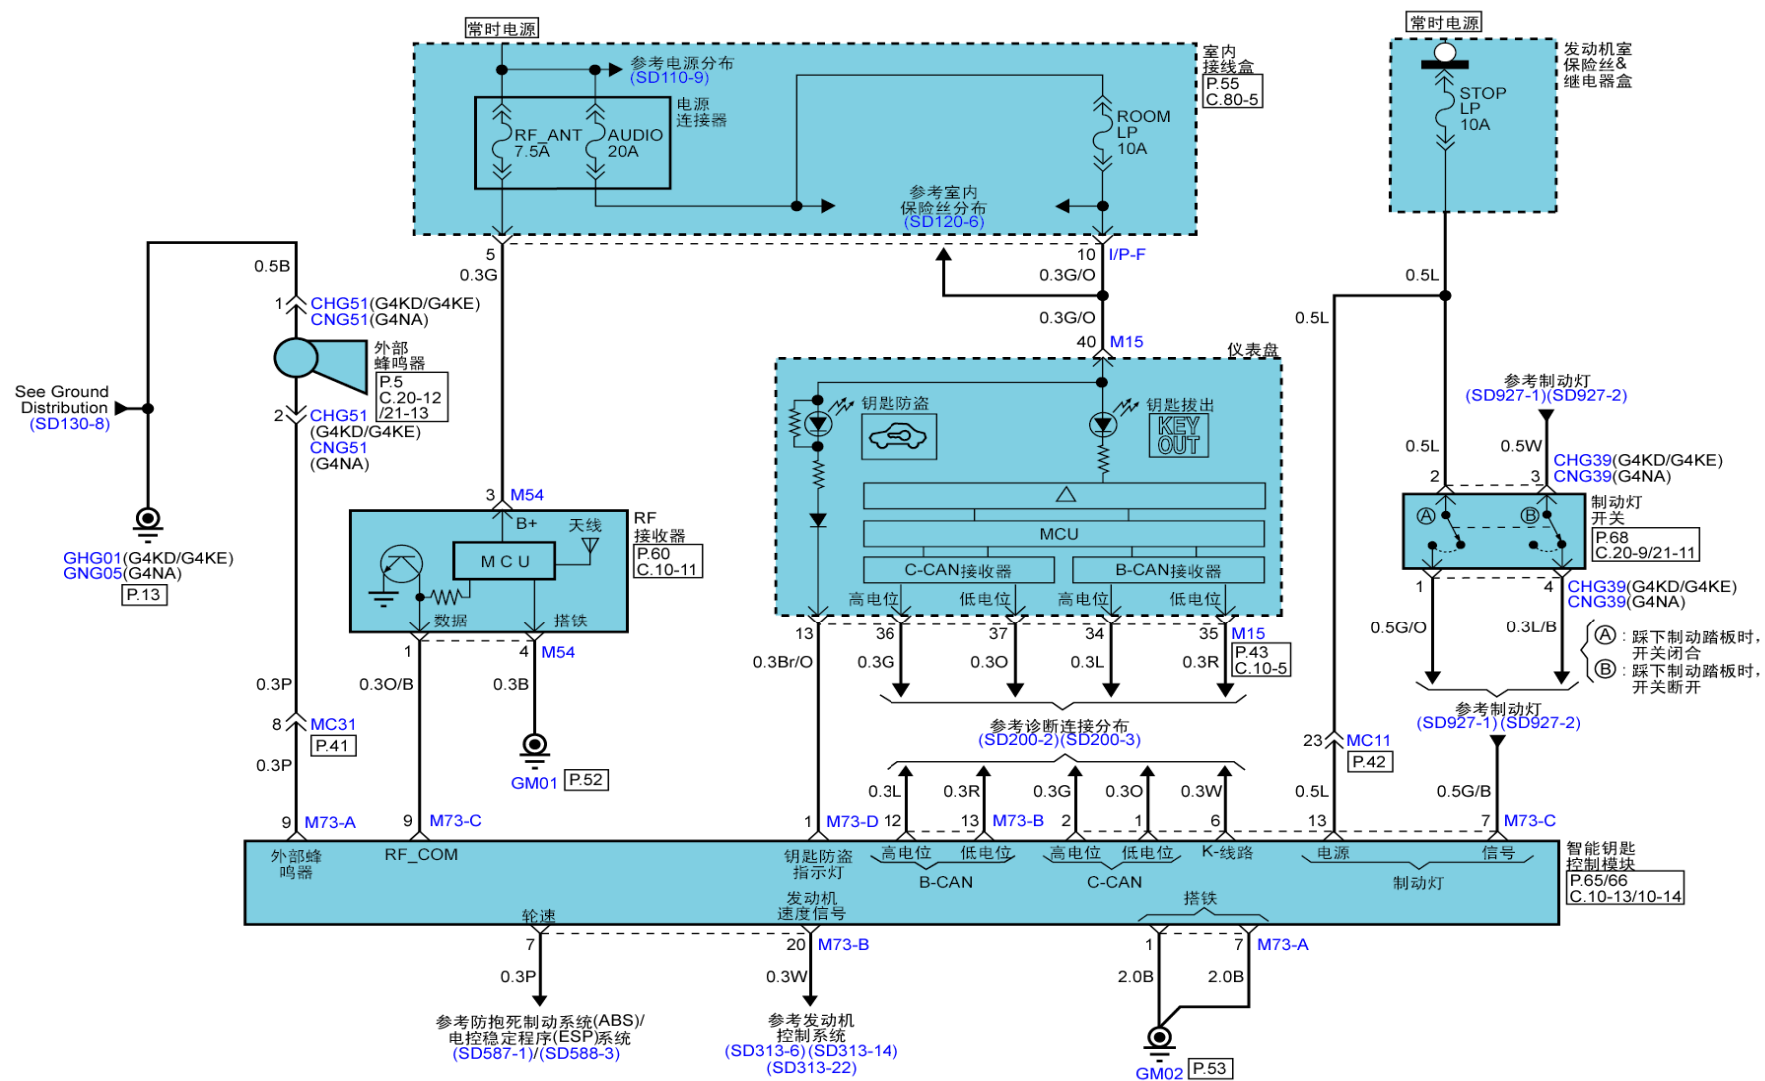 常时电源
常时电源
参考电源分布
(SD110-9)
电源
连接器
RF_ANT
7.5A
AUDIO
20A
ROOM
LP
10A
参考室内
保险丝分布
(SD120-6)
室内
接线盒
P.55
C.80-5
STOP
LP
10A
发动机室
保险丝&
继电器盒
5
0.3G
10
I/P-F
0.3G/O
0.3G/O
40
M15
0.5L
0.5L
0.5B
1
CHG51(G4KD/G4KE)
CNG51(G4NA)
外部
蜂鸣器
P.5
C.20-12
/21-13
2
CHG51
(G4KD/G4KE)
CNG51
(G4NA)
See Ground
Distribution
(SD130-8)
GHG01(G4KD/G4KE)
GNG05(G4NA)
P.13
3
M54
B+
天线
MCU
数据
搭铁
RF
接收器
P.60
C.10-11
1
4
M54
0.3O/B
0.3B
GM01
P.52
0.3P
8
MC31
P.41
0.3P
仪表盘
钥匙防盗
钥匙拔出
KEY
OUT
MCU
C-CAN接收器
B-CAN接收器
高电位
低电位
高电位
低电位
13
36
37
34
35
M15
P.43
C.10-5
0.3Br/O
0.3G
0.3O
0.3L
0.3R
参考诊断连接分布
(SD200-2)(SD200-3)
参考制动灯
(SD927-1)(SD927-2)
0.5L
0.5W
2
3
CHG39(G4KD/G4KE)
CNG39(G4NA)
A
B
制动灯
开关
P.68
C.20-9/21-11
1
4
CHG39(G4KD/G4KE)
CNG39(G4NA)
0.5G/O
0.3L/B
A : 踩下制动踏板时，
开关闭合
B : 踩下制动踏板时，
开关断开
参考制动灯
(SD927-1)(SD927-2)
23
MC11
P.42
0.3L
0.3R
0.3G
0.3O
0.3W
0.5L
0.5G/B
9
M73-A
9
M73-C
1
M73-D
12
13
M73-B
2
1
6
13
7
M73-C
外部蜂
鸣器
RF_COM
钥匙防盗
指示灯
高电位
低电位
B-CAN
高电位
低电位
C-CAN
K-线路
电源
信号
制动灯
智能钥匙
控制模块
P.65/66
C.10-13/10-14
轮速
发动机
速度信号
搭铁
7
20
M73-B
1
7
M73-A
0.3P
0.3W
2.0B
2.0B
参考防抱死制动系统(ABS)/
电控稳定程序(ESP)系统
(SD587-1)/(SD588-3)
参考发动机
控制系统
(SD313-6)(SD313-14)
(SD313-22)
GM02
P.53